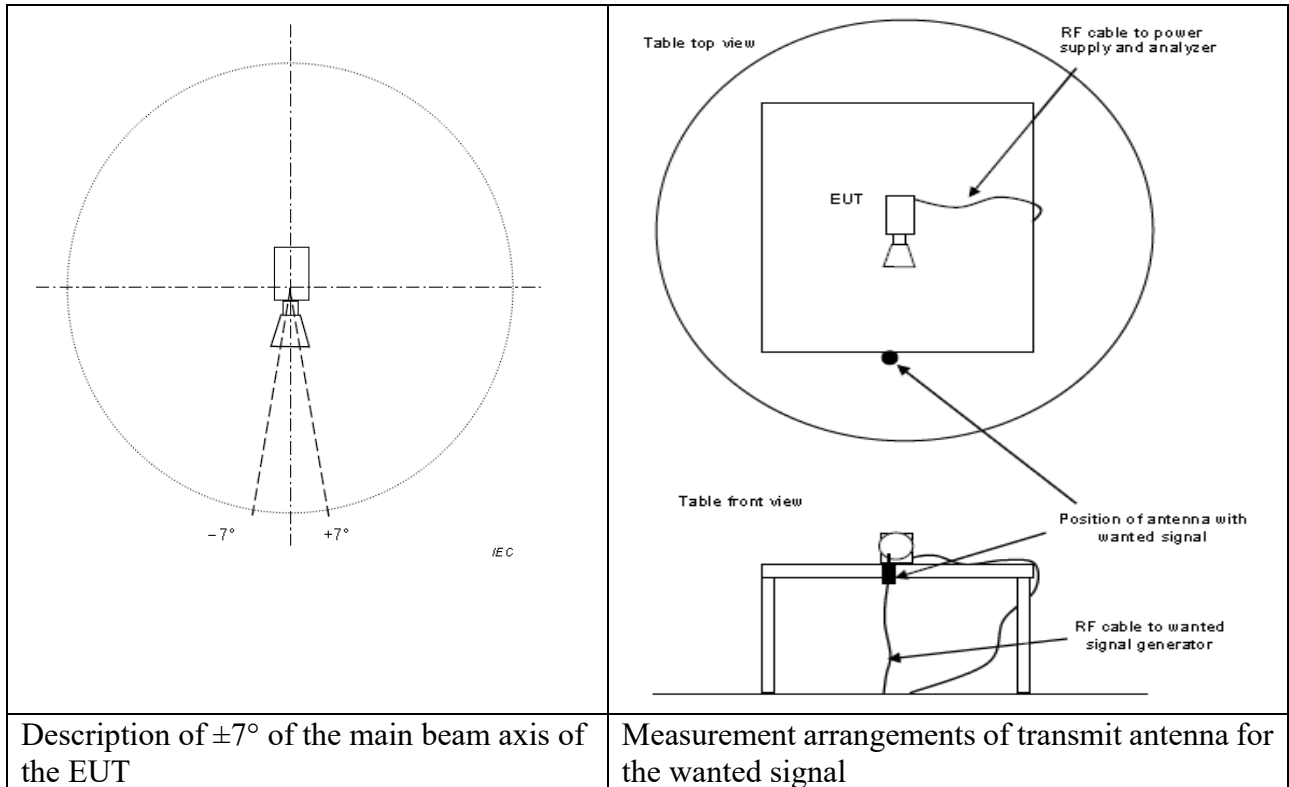 − 7°
+7°
IEC
Table top view
RF cable to power
supply and analyzer
EUT
Table front view
Position of antenna with
wanted signal
RF cable to wanted
signal generator
Description of ±7° of the main beam axis of
the EUT
Measurement arrangements of transmit antenna for
the wanted signal